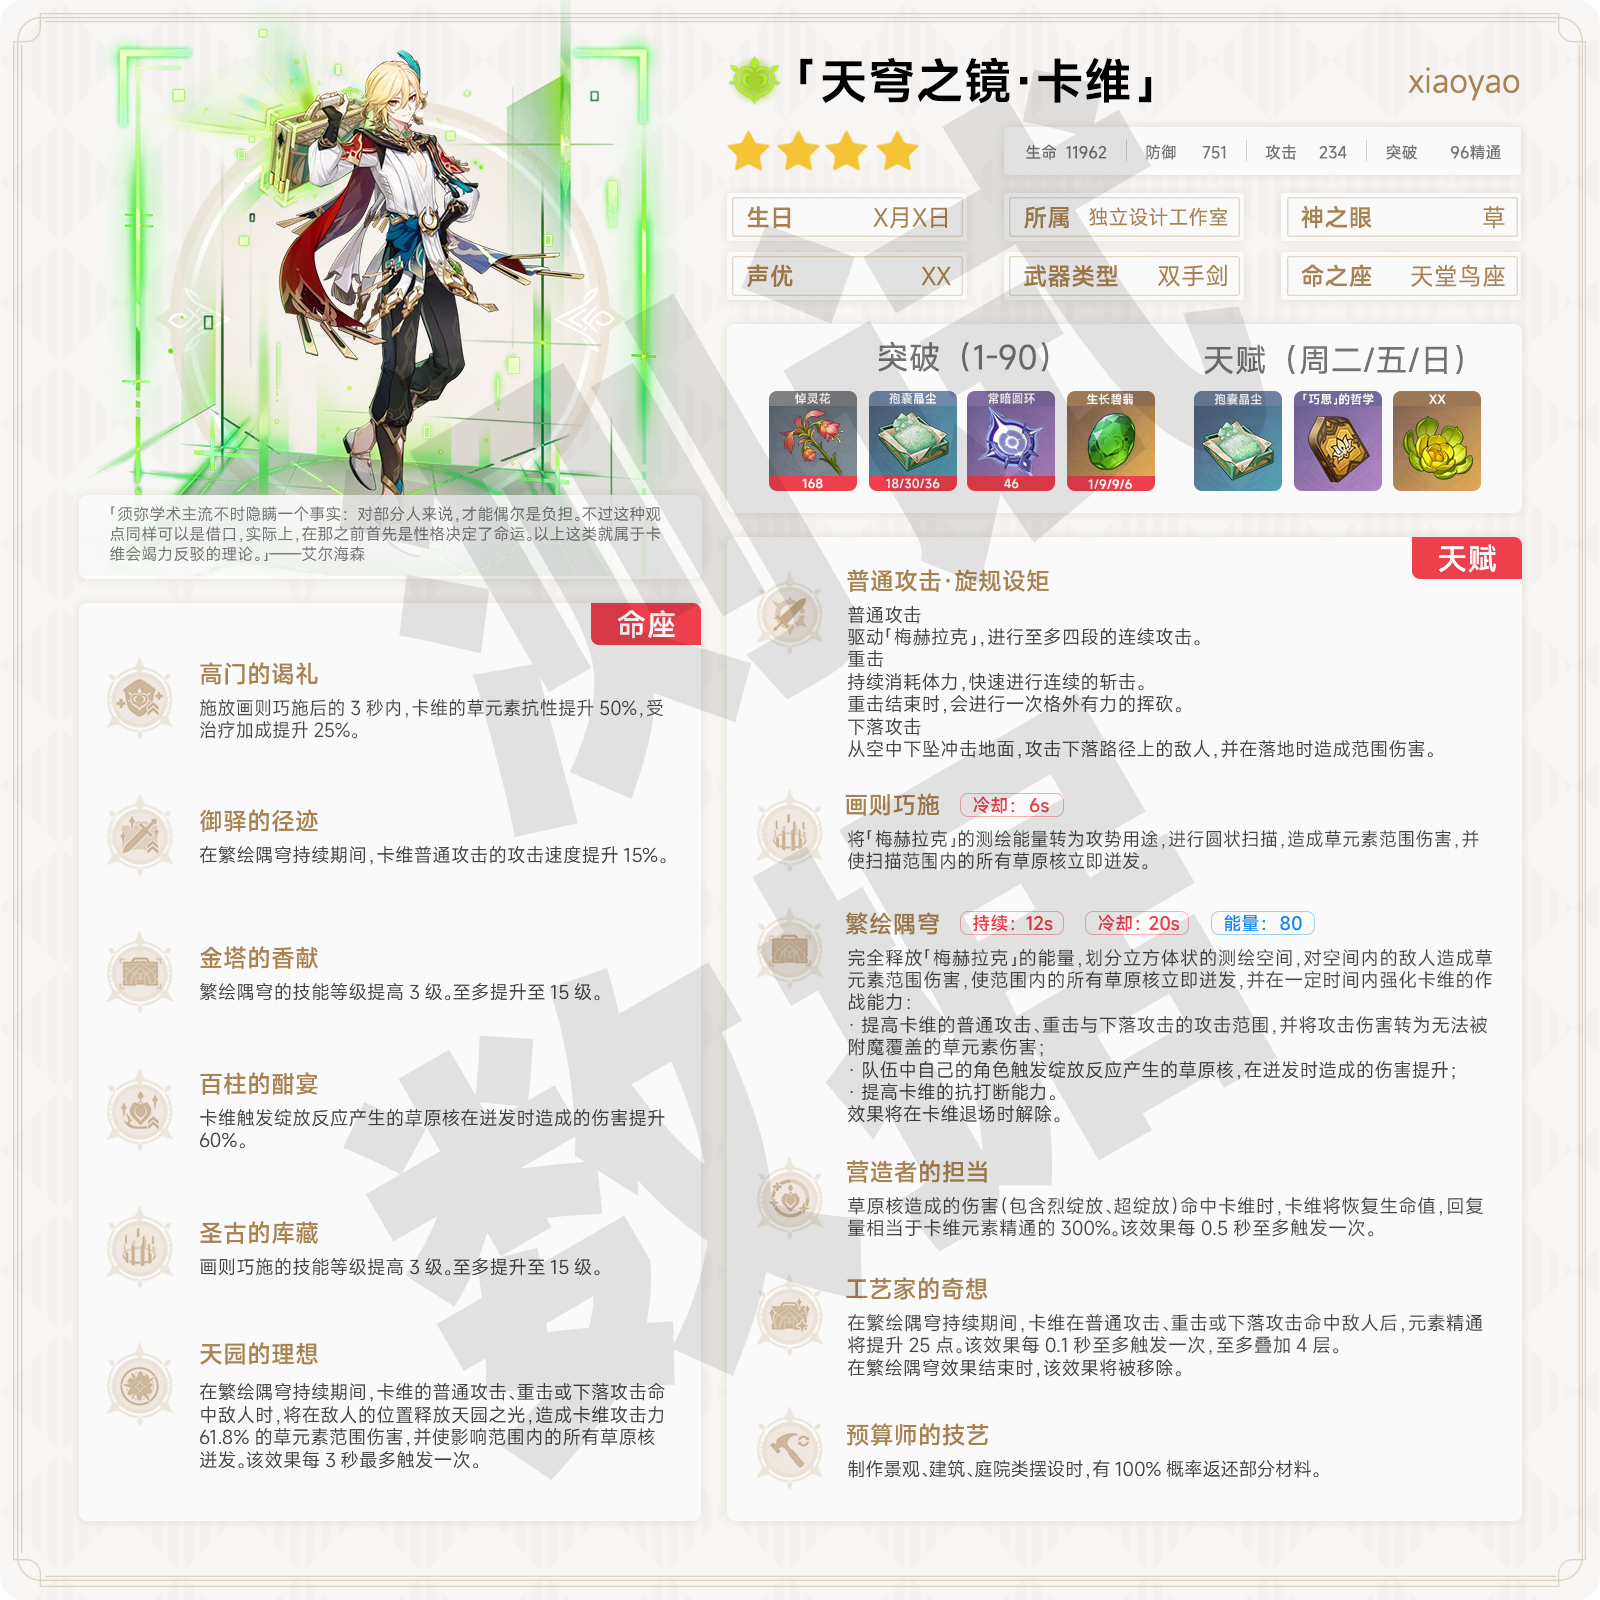 「天穹之镜·卡维」
xiaoyao
生命 11962 防御 751 攻击 234 突破 96精通
生日 X月X日
所属 独立设计工作室
神之眼 草
声优 XX
武器类型 双手剑
命之座 天堂鸟座
突破（1-90）
天赋（周二/五/日）
悼灵花
168
孢囊晶尘
18/30/36
常暗圆环
46
生长碧翡
1/9/9/6
孢囊晶尘
「巧思」的哲学
XX
「须弥学术主流不时隐瞒一个事实：对部分人来说,才能偶尔是负担。不过这种观
点同样可以是借口,实际上,在那之前首先是性格决定了命运。以上这类就属于卡
维会竭力反驳的理论。」——艾尔海森
命座
高门的谒礼
施放画则巧施后的 3 秒内,卡维的草元素抗性提升 50%,受
治疗加成提升 25%。
御驿的径迹
在繁绘隅穹持续期间,卡维普通攻击的攻击速度提升 15%。
金塔的香献
繁绘隅穹的技能等级提高 3 级。至多提升至 15 级。
百柱的酣宴
卡维触发绽放反应产生的草原核在迸发时造成的伤害提升
60%。
圣古的库藏
画则巧施的技能等级提高 3 级。至多提升至 15 级。
天园的理想
在繁绘隅穹持续期间,卡维的普通攻击、重击或下落攻击命
中敌人时,将在敌人的位置释放天园之光,造成卡维攻击力
61.8% 的草元素范围伤害,并使影响范围内的所有草原核
迸发。该效果每 3 秒最多触发一次。
天赋
普通攻击·旋规设矩
普通攻击
驱动「梅赫拉克」,进行至多四段的连续攻击。
重击
持续消耗体力,快速进行连续的斩击。
重击结束时,会进行一次格外有力的挥砍。
下落攻击
从空中下坠冲击地面,攻击下落路径上的敌人,并在落地时造成范围伤害。
画则巧施 冷却：6s
将「梅赫拉克」的测绘能量转为攻势用途,进行圆状扫描,造成草元素范围伤害,并
使扫描范围内的所有草原核立即迸发。
繁绘隅穹 持续：12s 冷却：20s 能量：80
完全释放「梅赫拉克」的能量,划分立方体状的测绘空间,对空间内的敌人造成草
元素范围伤害,使范围内的所有草原核立即迸发,并在一定时间内强化卡维的作
战能力：
· 提高卡维的普通攻击、重击与下落攻击的攻击范围,并将攻击伤害转为无法被
附魔覆盖的草元素伤害；
· 队伍中自己的角色触发绽放反应产生的草原核,在迸发时造成的伤害提升；
· 提高卡维的抗打断能力。
效果将在卡维退场时解除。
营造者的担当
草原核造成的伤害(包含烈绽放、超绽放)命中卡维时,卡维将恢复生命值,回复
量相当于卡维元素精通的 300%。该效果每 0.5 秒至多触发一次。
工艺家的奇想
在繁绘隅穹持续期间,卡维在普通攻击、重击或下落攻击命中敌人后,元素精通
将提升 25 点。该效果每 0.1 秒至多触发一次,至多叠加 4 层。
在繁绘隅穹效果结束时,该效果将被移除。
预算师的技艺
制作景观、建筑、庭院类摆设时,有 100% 概率返还部分材料。
测试
数据